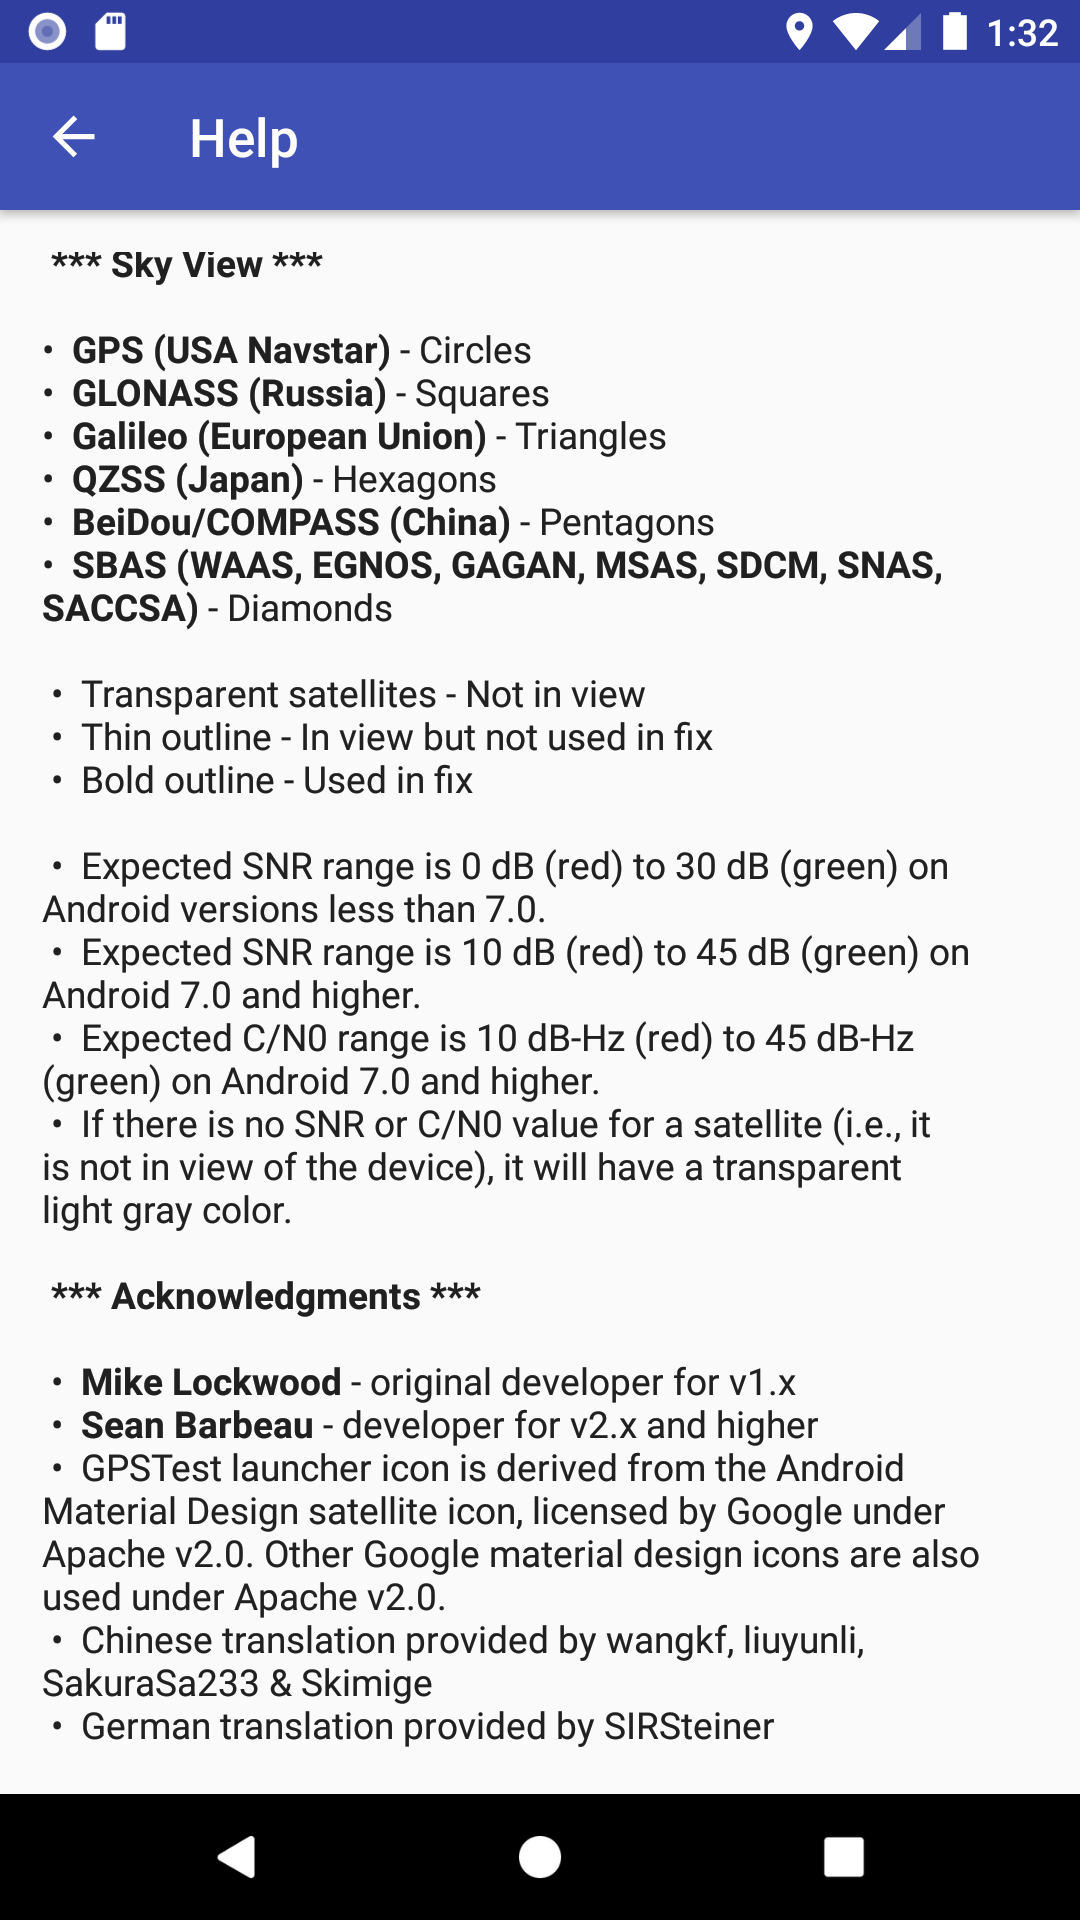 1:32
Help
*** Sky View ***
• GPS (USA Navstar) - Circles
• GLONASS (Russia) - Squares
• Galileo (European Union) - Triangles
• QZSS (Japan) - Hexagons
• BeiDou/COMPASS (China) - Pentagons
• SBAS (WAAS, EGNOS, GAGAN, MSAS, SDCM, SNAS,
SACCSA) - Diamonds
• Transparent satellites - Not in view
• Thin outline - In view but not used in fix
• Bold outline - Used in fix
• Expected SNR range is 0 dB (red) to 30 dB (green) on
Android versions less than 7.0.
• Expected SNR range is 10 dB (red) to 45 dB (green) on
Android 7.0 and higher.
• Expected C/N0 range is 10 dB-Hz (red) to 45 dB-Hz
(green) on Android 7.0 and higher.
• If there is no SNR or C/N0 value for a satellite (i.e., it
is not in view of the device), it will have a transparent
light gray color.
*** Acknowledgments ***
• Mike Lockwood - original developer for v1.x
• Sean Barbeau - developer for v2.x and higher
• GPSTest launcher icon is derived from the Android
Material Design satellite icon, licensed by Google under
Apache v2.0. Other Google material design icons are also
used under Apache v2.0.
• Chinese translation provided by wangkf, liuyunli,
SakuraSa233 & Skimige
• German translation provided by SIRSteiner